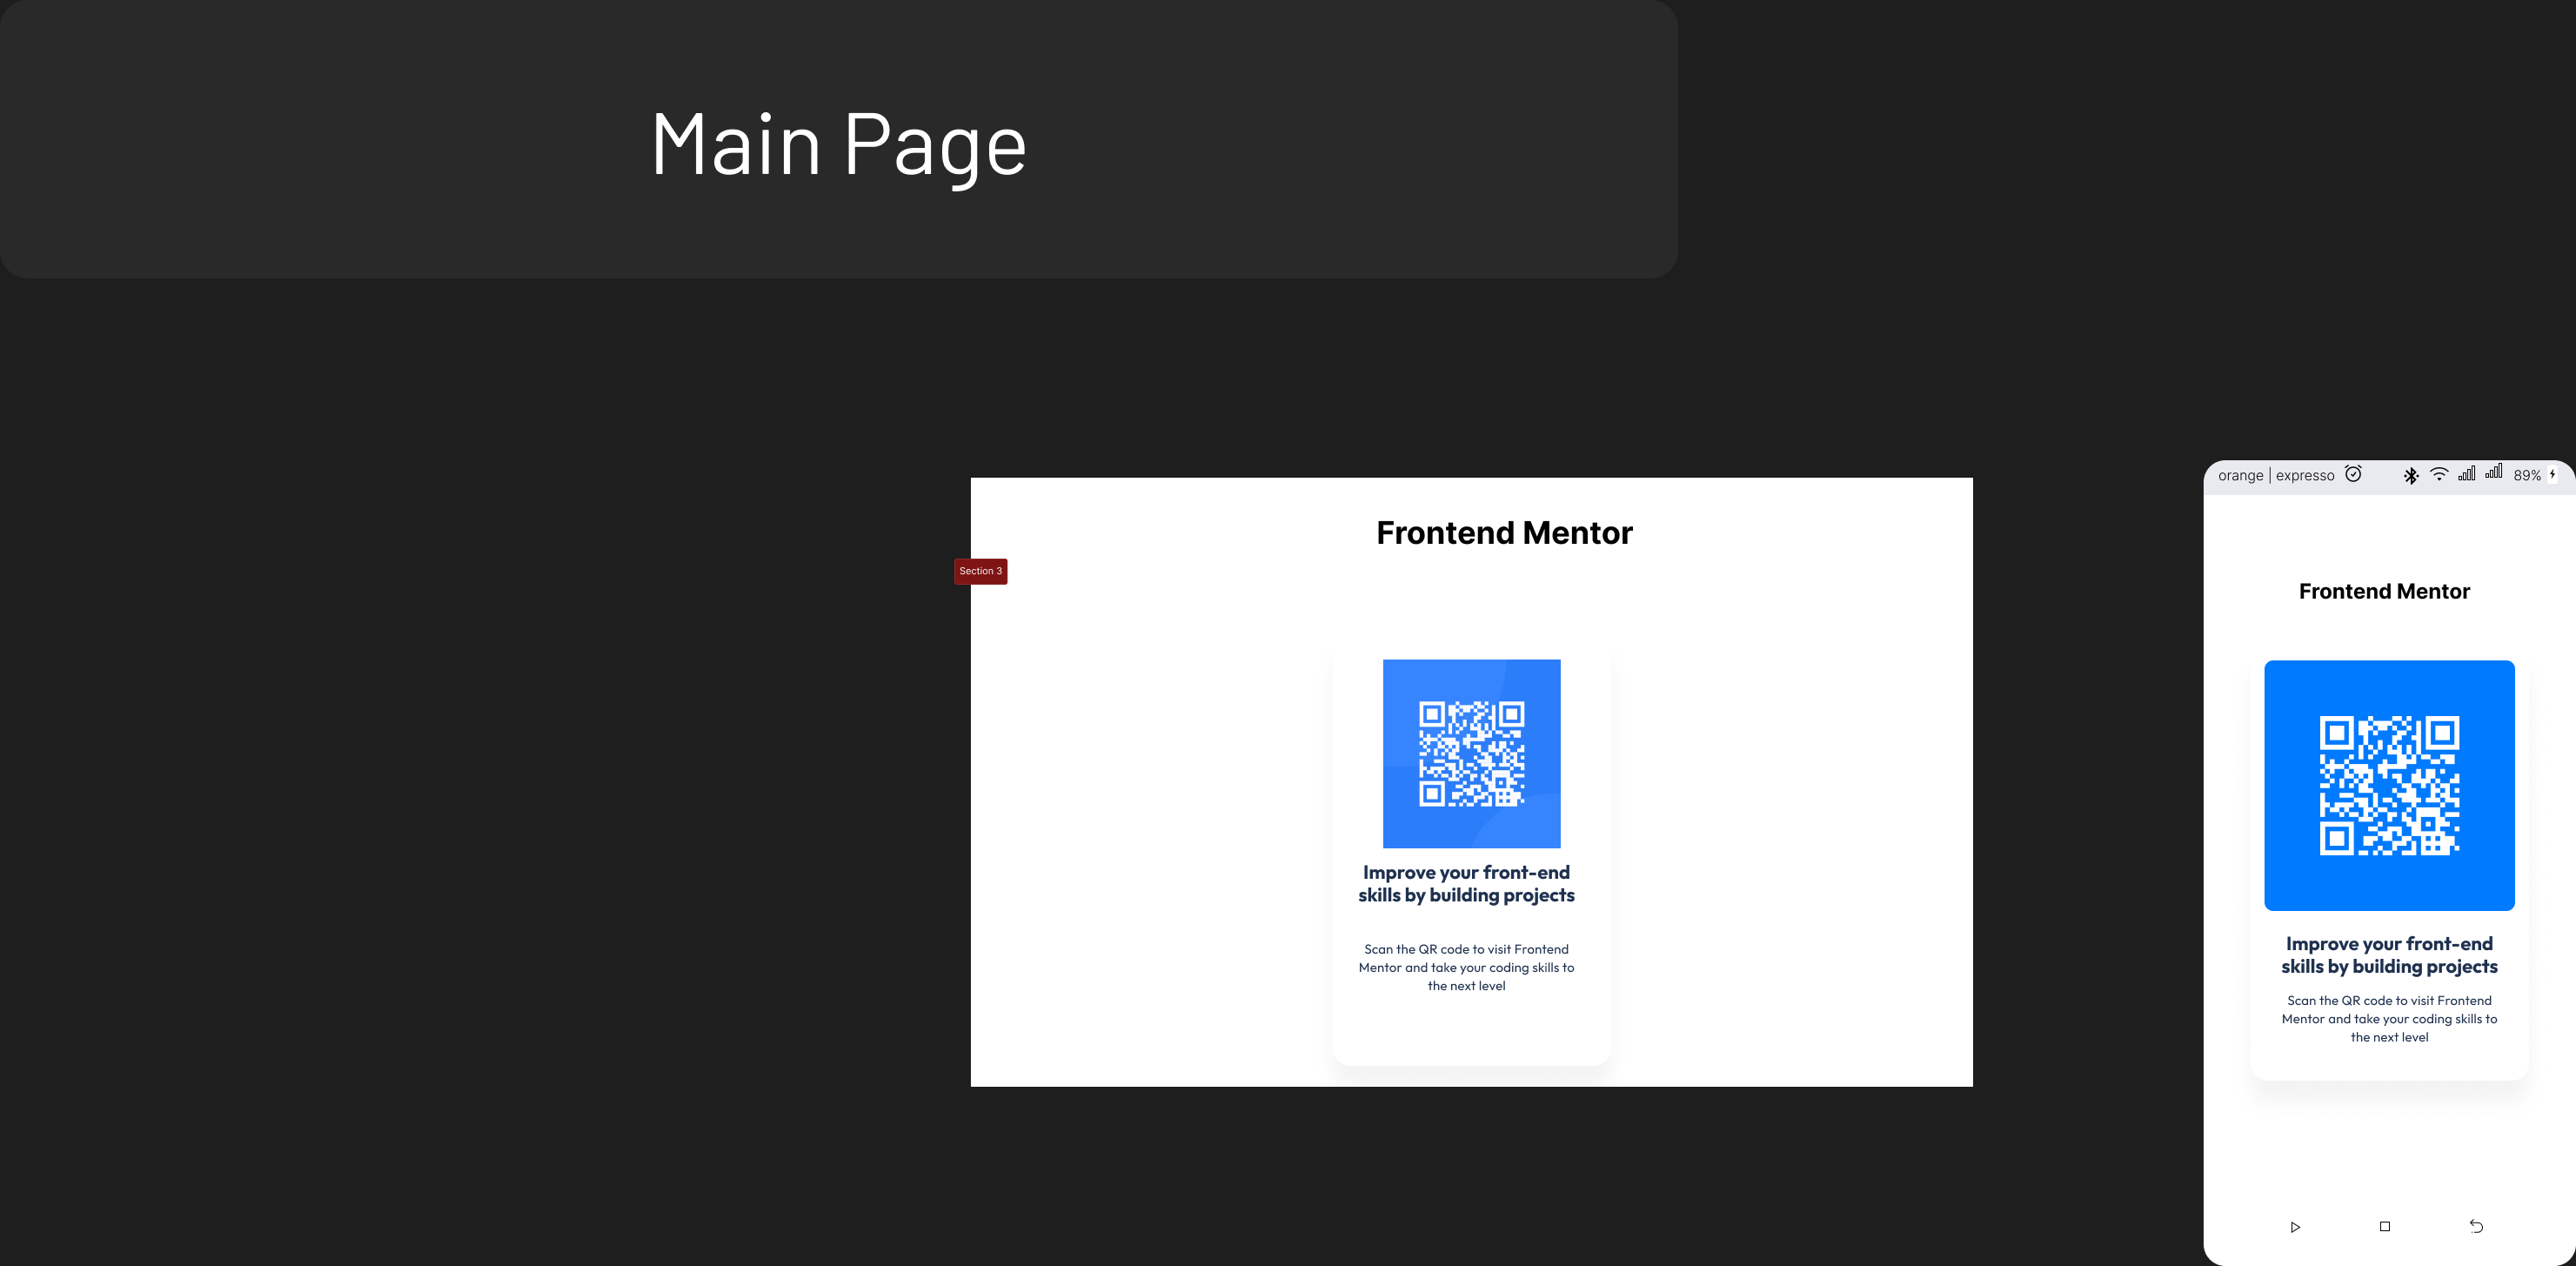 Main Page
Frontend Mentor
Section 3
Improve your front-end
skills by building projects
Scan the QR code to visit Frontend
Mentor and take your coding skills to
the next level
orange | expresso
89%
Frontend Mentor
Improve your front-end
skills by building projects
Scan the QR code to visit Frontend
Mentor and take your coding skills to
the next level